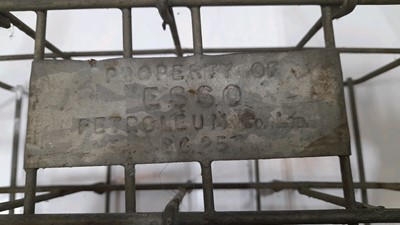 PROPERTY OF
ESSO
PETROLEUM Co. Ltd.